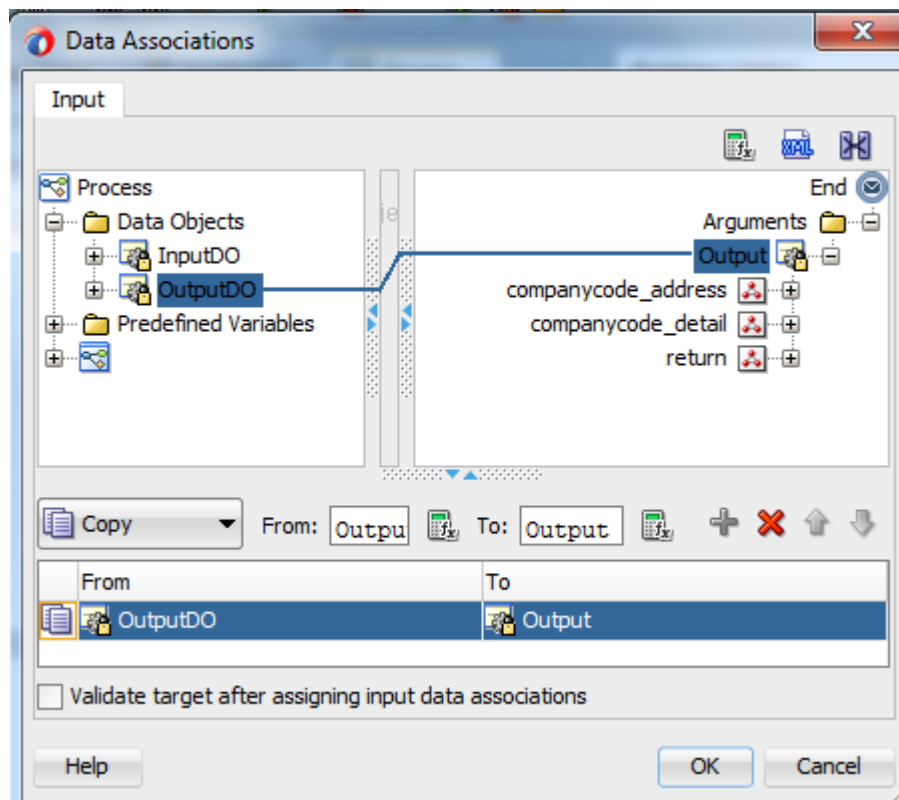 Data Associations
Input
Process
Data Objects
InputDO
OutputDO
Predefined Variables
End
Arguments
Output
companycode_address
companycode_detail
return
Copy
From: Outpu To: Output
From To
OutputDO Output
Validate target after assigning input data associations
Help OK Cancel